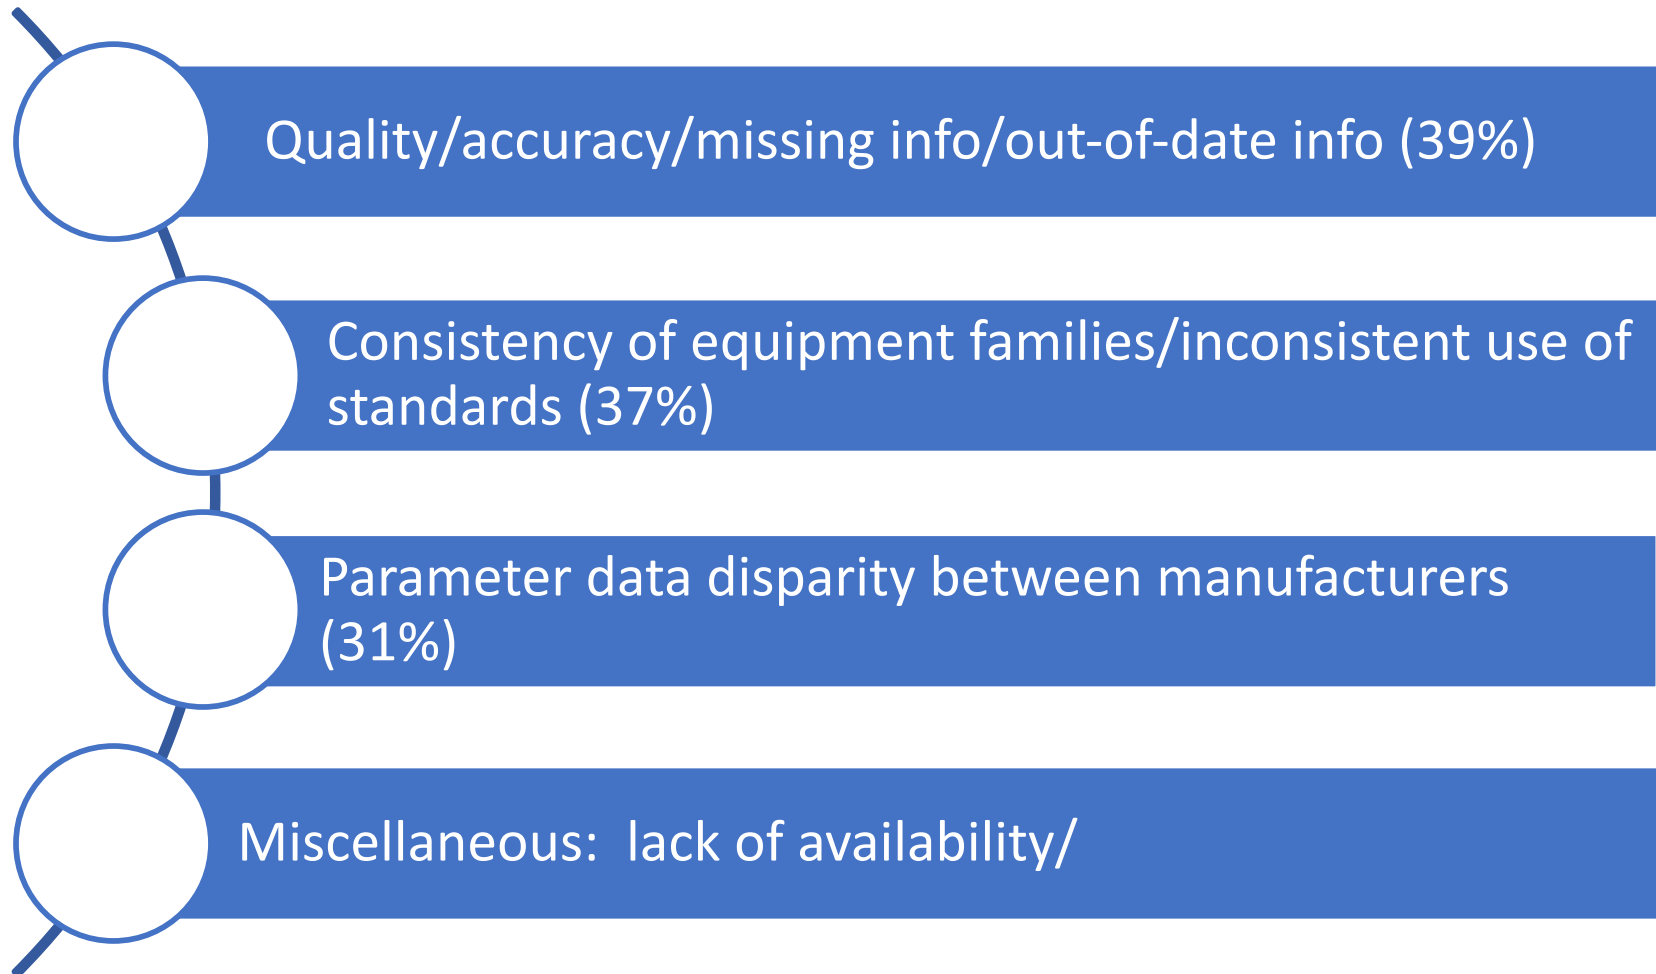 Quality/accuracy/missing info/out-of-date info (39%)
Consistency of equipment families/inconsistent use of
standards (37%)
Parameter data disparity between manufacturers
(31%)
Miscellaneous:  lack of availability/